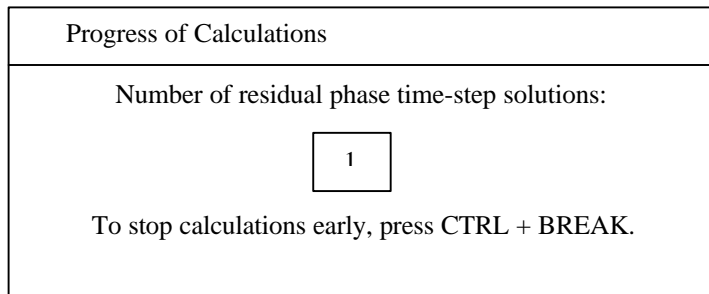 Progress of Calculations
Number of residual phase time-step solutions:
1
To stop calculations early, press CTRL + BREAK.